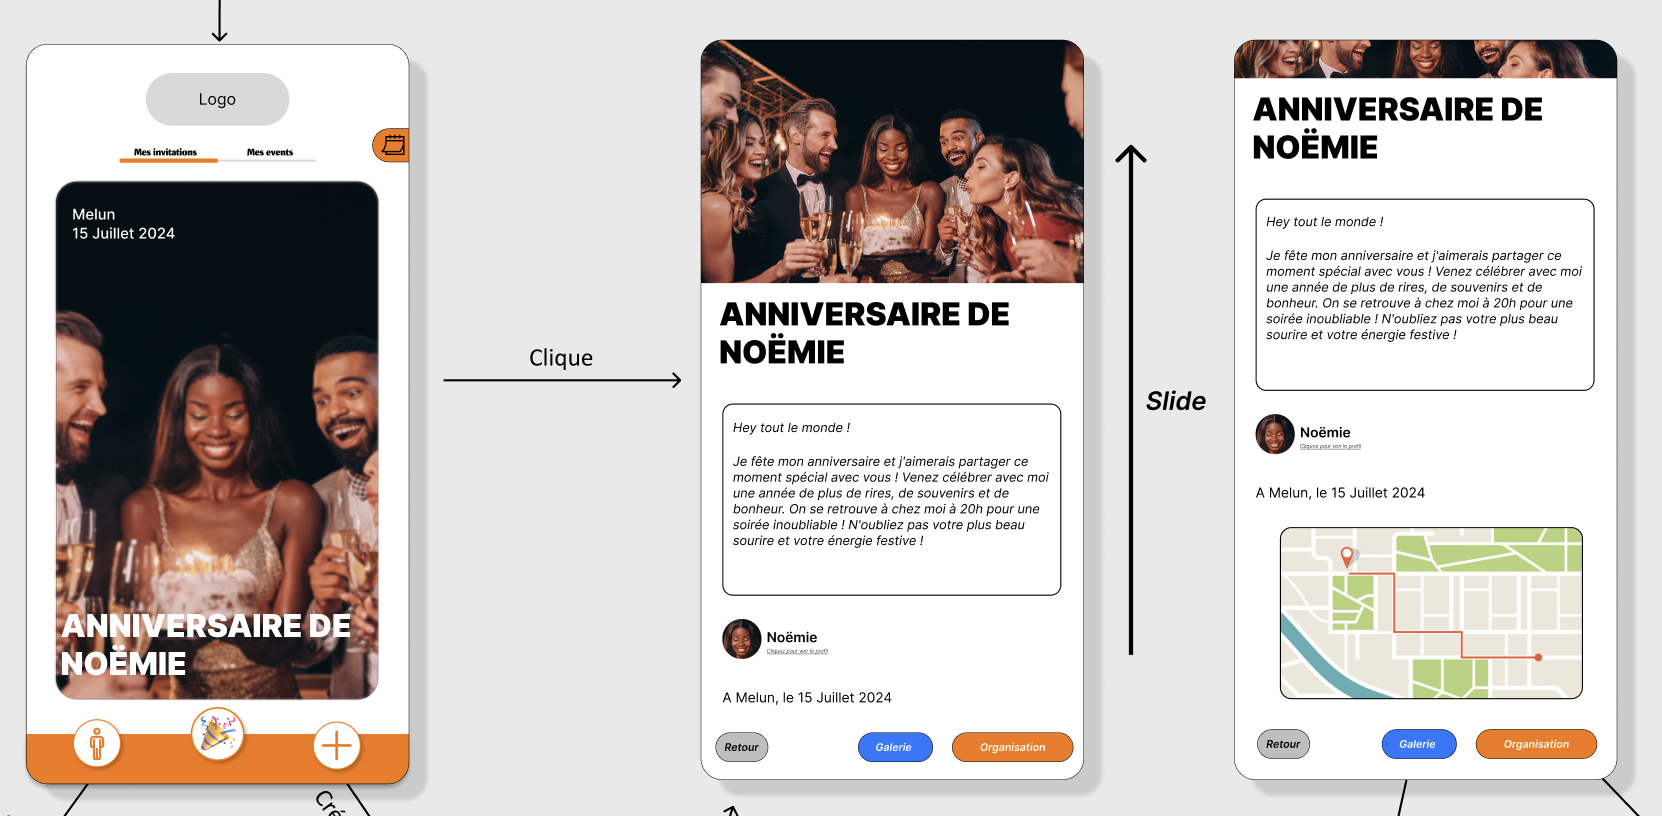 Logo
Mes invitations
Mes events
Melun
15 Juillet 2024
ANNIVERSAIRE DE
NOËMIE
Cré
Clique
ANNIVERSAIRE DE
NOËMIE
Hey tout le monde !
Je fête mon anniversaire et j'aimerais partager ce
moment spécial avec vous ! Venez célébrer avec moi
une année de plus de rires, de souvenirs et de
bonheur. On se retrouve à chez moi à 20h pour une
soirée inoubliable ! N'oubliez pas votre plus beau
sourire et votre énergie festive !
Noëmie
Cliquez pour voir le profil
A Melun, le 15 Juillet 2024
Retour
Galerie
Organisation
Slide
ANNIVERSAIRE DE
NOËMIE
Hey tout le monde !
Je fête mon anniversaire et j'aimerais partager ce
moment spécial avec vous ! Venez célébrer avec moi
une année de plus de rires, de souvenirs et de
bonheur. On se retrouve à chez moi à 20h pour une
soirée inoubliable ! N'oubliez pas votre plus beau
sourire et votre énergie festive !
Noëmie
Cliquez pour voir le profil
A Melun, le 15 Juillet 2024
Retour
Galerie
Organisation